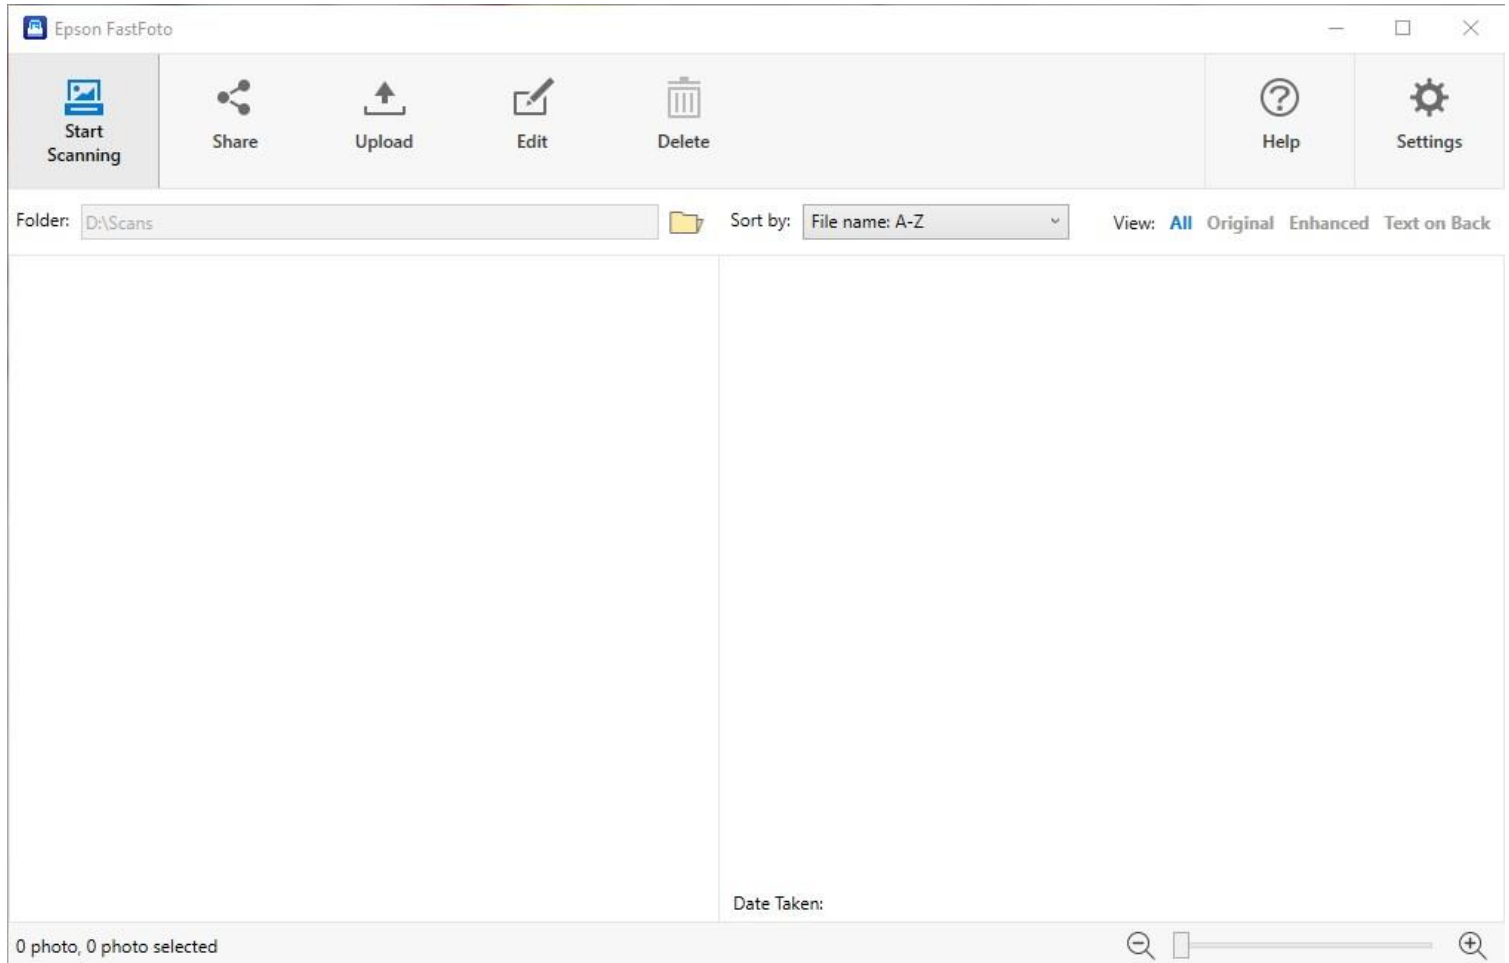 Epson FastFoto
Start
Scanning
Share
Upload
Edit
Delete
Help
Settings
Folder: D:\Scans
Sort by: File name: A-Z
View: All Original Enhanced Text on Back
Date Taken:
0 photo, 0 photo selected